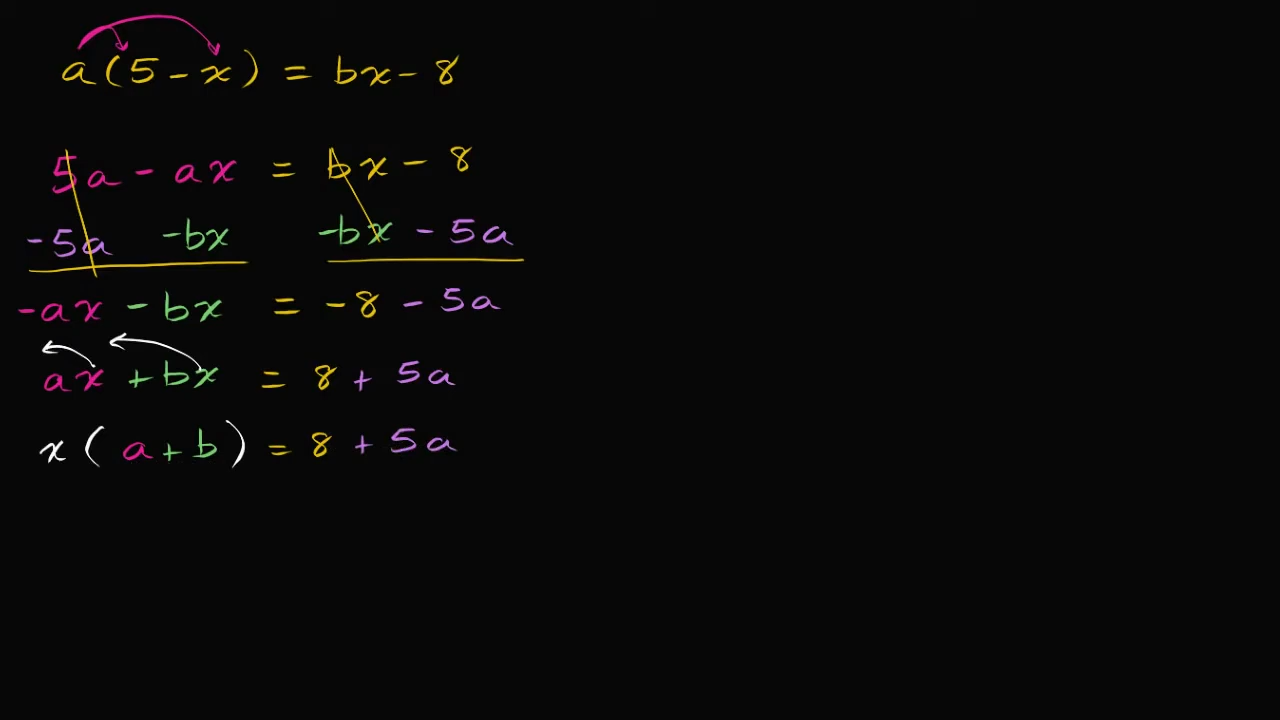 a(5-x) = bx-8
5a - ax = bx - 8
-5a -bx -bx - 5a
-ax - bx = -8 - 5a
ax + bx = 8 + 5a
x(a+b) = 8 + 5a